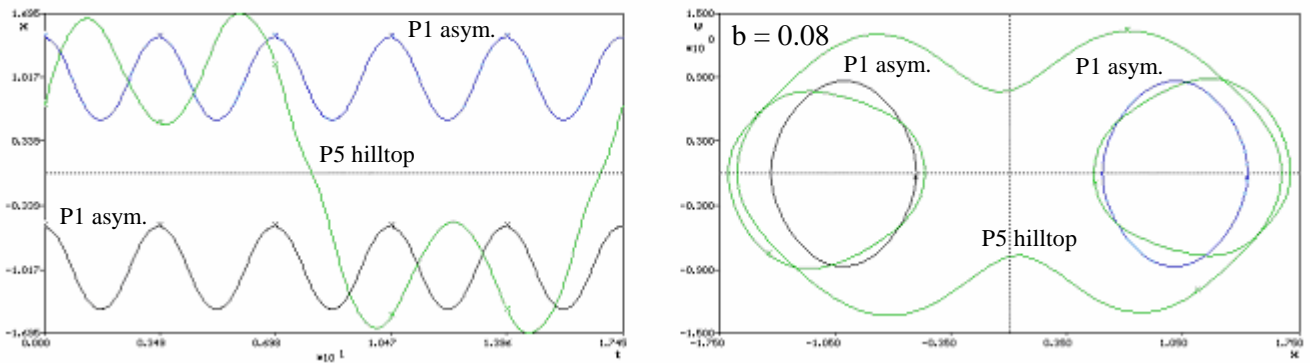 1.695
x
P1 asym.
1.017
0.339
P5 hilltop
-0.339
P1 asym.
-1.017
-1.695
0.000 0.349 0.698 1.047 1.396 1.745
*10 1 t
1.500
y
0
*10
b = 0.08
0.900
P1 asym. P1 asym.
0.300
-0.300
P5 hilltop
-0.900
-1.500
-1.750 -1.050 -0.350 0.350 1.050 1.750
x